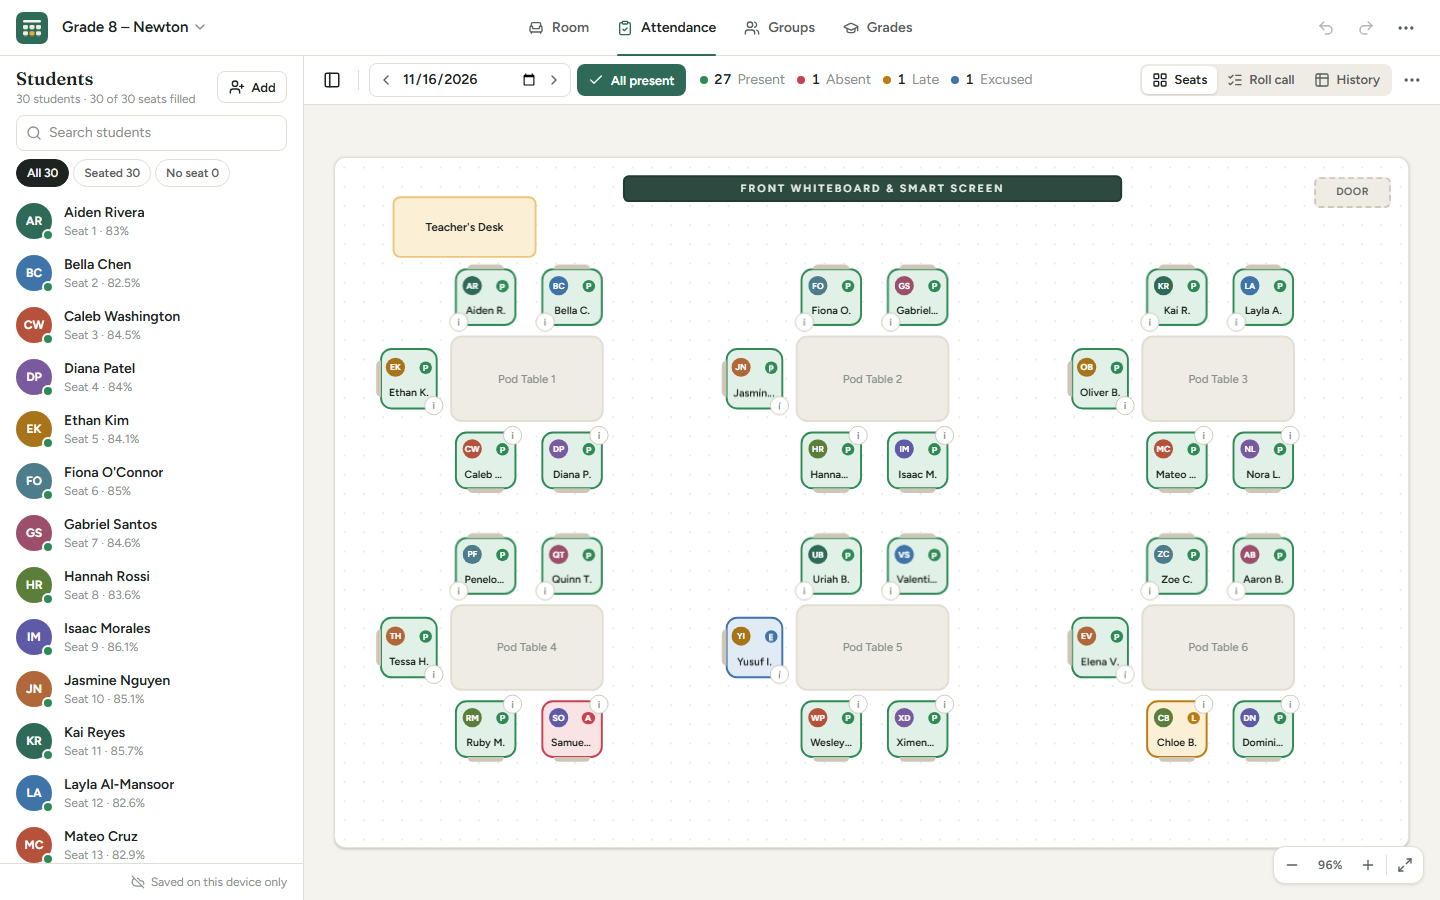 Grade 8 – Newton
Room
Attendance
Groups
Grades
Students
30 students · 30 of 30 seats filled
Add
Search students
All 30
Seated 30
No seat 0
AR
Aiden Rivera
Seat 1 · 83%
BC
Bella Chen
Seat 2 · 82.5%
CW
Caleb Washington
Seat 3 · 84.5%
DP
Diana Patel
Seat 4 · 84%
EK
Ethan Kim
Seat 5 · 84.1%
FO
Fiona O'Connor
Seat 6 · 85%
GS
Gabriel Santos
Seat 7 · 84.6%
HR
Hannah Rossi
Seat 8 · 83.6%
IM
Isaac Morales
Seat 9 · 86.1%
JN
Jasmine Nguyen
Seat 10 · 85.1%
KR
Kai Reyes
Seat 11 · 85.7%
LA
Layla Al-Mansoor
Seat 12 · 82.6%
MC
Mateo Cruz
Seat 13 · 82.9%
Saved on this device only
11/16/2026
All present
27 Present
1 Absent
1 Late
1 Excused
Seats
Roll call
History
FRONT WHITEBOARD & SMART SCREEN
DOOR
Teacher's Desk
AR P
Aiden R.
i
BC P
Bella C.
i
EK P
Ethan K.
i
Pod Table 1
CW P
Caleb ...
i
DP P
Diana P.
i
FO P
Fiona O.
i
GS P
Gabriel...
i
JN P
Jasmin...
i
Pod Table 2
HR P
Hanna...
i
IM P
Isaac M.
i
KR P
Kai R.
i
LA P
Layla A.
i
OB P
Oliver B.
i
Pod Table 3
MC P
Mateo ...
i
NL P
Nora L.
i
PF P
Penelo...
i
QT P
Quinn T.
i
TH P
Tessa H.
i
Pod Table 4
RM P
Ruby M.
i
SO A
Samue...
i
UB P
Uriah B.
i
VS P
Valenti...
i
YI E
Yusuf I.
i
Pod Table 5
WP P
Wesley...
i
XD P
Ximen...
i
ZC P
Zoe C.
i
AB P
Aaron B.
i
EV P
Elena V.
i
Pod Table 6
CB L
Chloe B.
i
DN P
Domini...
i
96%